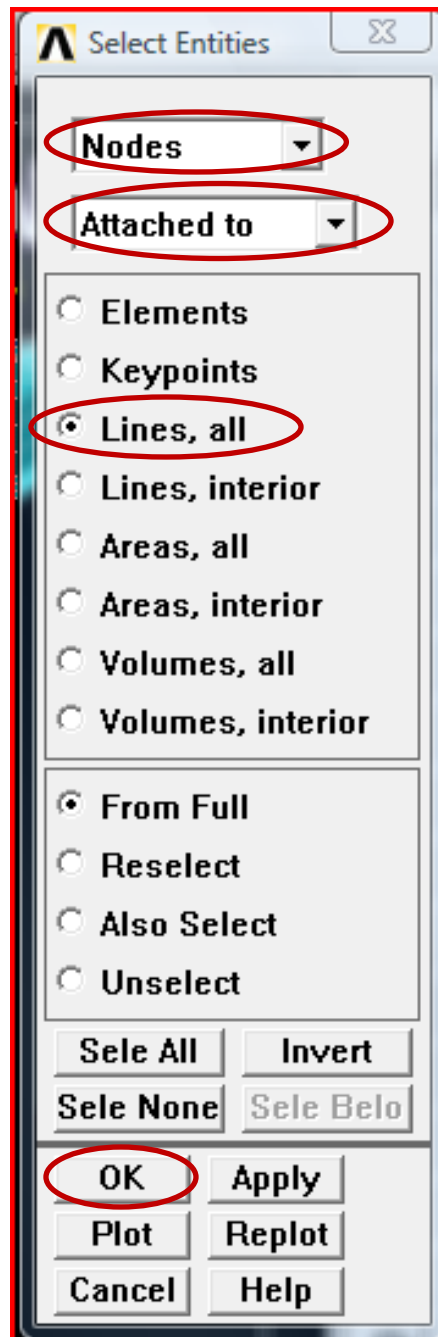 Select Entities
Nodes
Attached to
Elements
Keypoints
Lines, all
Lines, interior
Areas, all
Areas, interior
Volumes, all
Volumes, interior
From Full
Reselect
Also Select
Unselect
Sele All Invert
Sele None Sele Belo
OK Apply
Plot Replot
Cancel Help